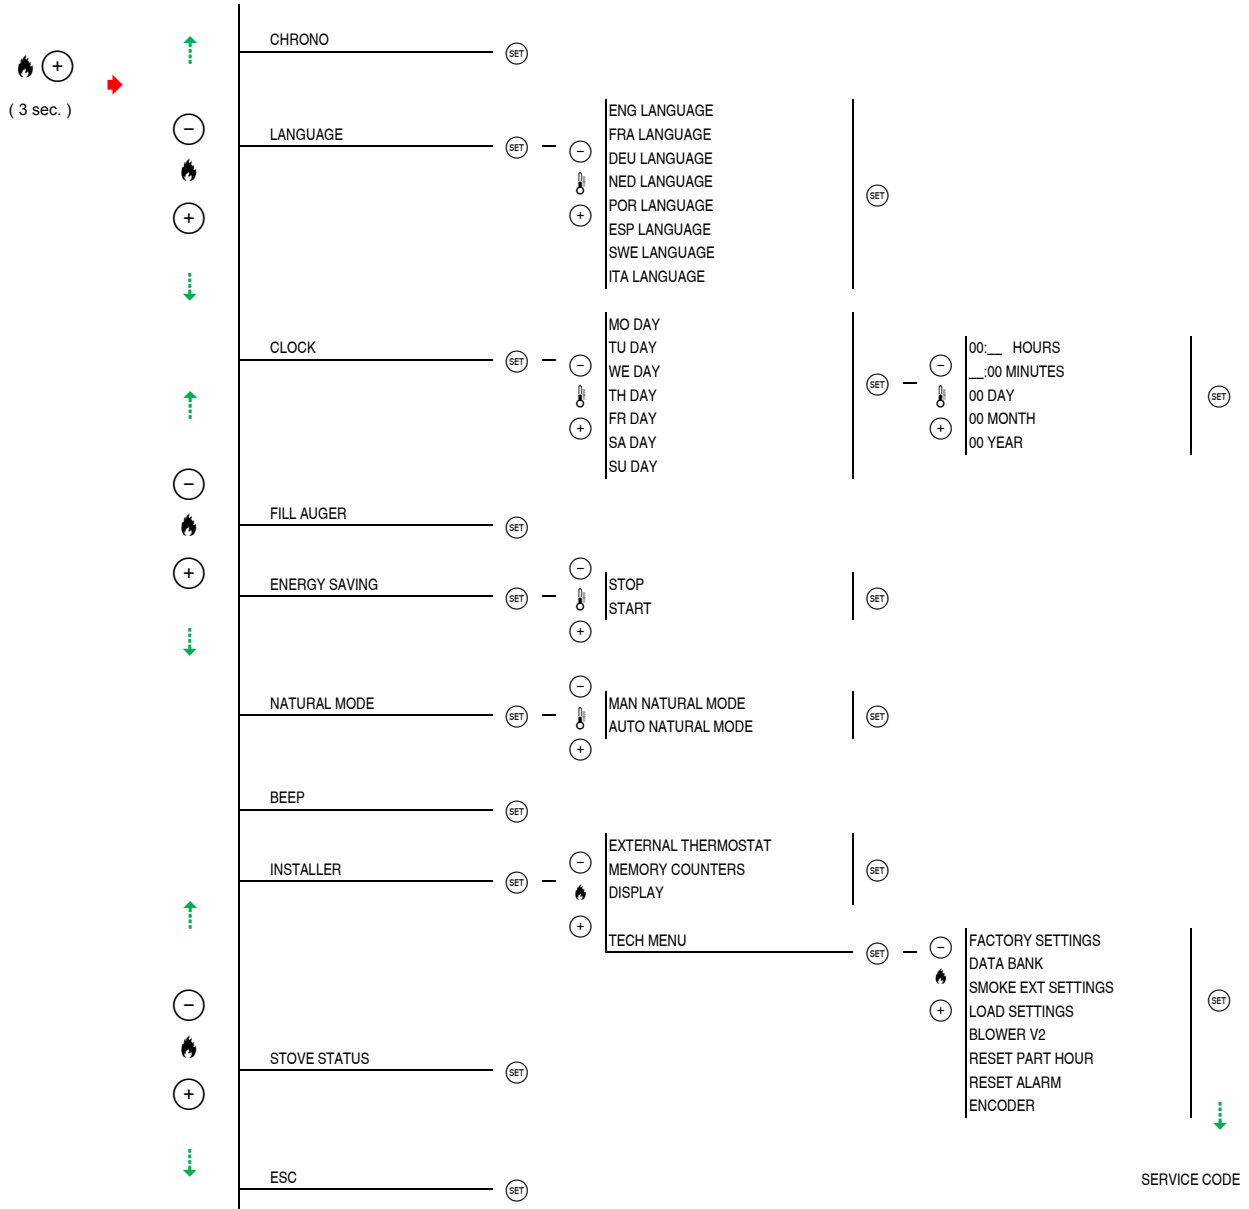 CHRONO
SET
( 3 sec. )
LANGUAGE
SET
ENG LANGUAGE
FRA LANGUAGE
DEU LANGUAGE
NED LANGUAGE
POR LANGUAGE
ESP LANGUAGE
SWE LANGUAGE
ITA LANGUAGE
SET
CLOCK
SET
MO DAY
TU DAY
WE DAY
TH DAY
FR DAY
SA DAY
SU DAY
SET
00:__ HOURS
__:00 MINUTES
00 DAY
00 MONTH
00 YEAR
SET
FILL AUGER
SET
ENERGY SAVING
SET
STOP
START
SET
NATURAL MODE
SET
MAN NATURAL MODE
AUTO NATURAL MODE
SET
BEEP
SET
INSTALLER
SET
EXTERNAL THERMOSTAT
MEMORY COUNTERS
DISPLAY
SET
TECH MENU
SET
FACTORY SETTINGS
DATA BANK
SMOKE EXT SETTINGS
LOAD SETTINGS
BLOWER V2
RESET PART HOUR
RESET ALARM
ENCODER
SET
STOVE STATUS
SET
SERVICE CODE
ESC
SET